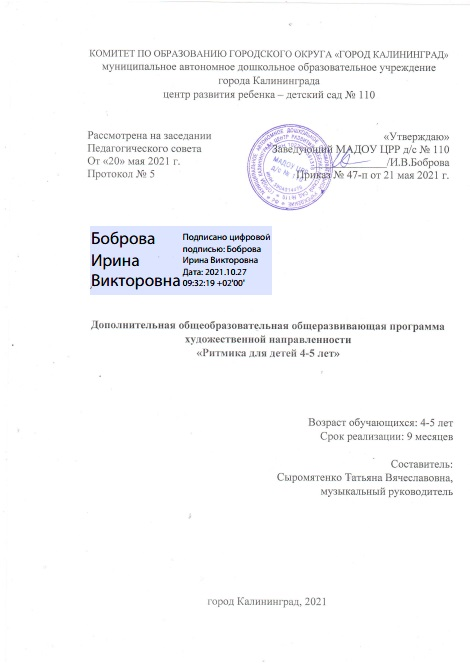 КОМИТЕТ ПО ОБРАЗОВАНИЮ ГОРОДСКОГО ОКРУГА «ГОРОД КАЛИНИНГРАД»
муниципальное автономное дошкольное образовательное учреждение
города Калининграда
центр развития ребенка – детский сад № 110
Рассмотрена на заседании
Педагогического совета
От «20» мая 2021 г.
Протокол № 5
«Утверждаю»
Заведующий МАДОУ ЦРР д/с № 110
/И.В.Боброва
Приказ № 47-п от 21 мая 2021 г.
МАДОУ ЦРР
д/с № 110
Боброва
Ирина
Викторовна
Подписано цифровой
подписью: Боброва
Ирина Викторовна
Дата: 2021.10.27
09:32:19 +02'00'
Дополнительная общеобразовательная общеразвивающая программа
художественной направленности
«Ритмика для детей 4-5 лет»
Возраст обучающихся: 4-5 лет
Срок реализации: 9 месяцев
Составитель:
Сыромятенко Татьяна Вячеславовна,
музыкальный руководитель
город Калининград, 2021